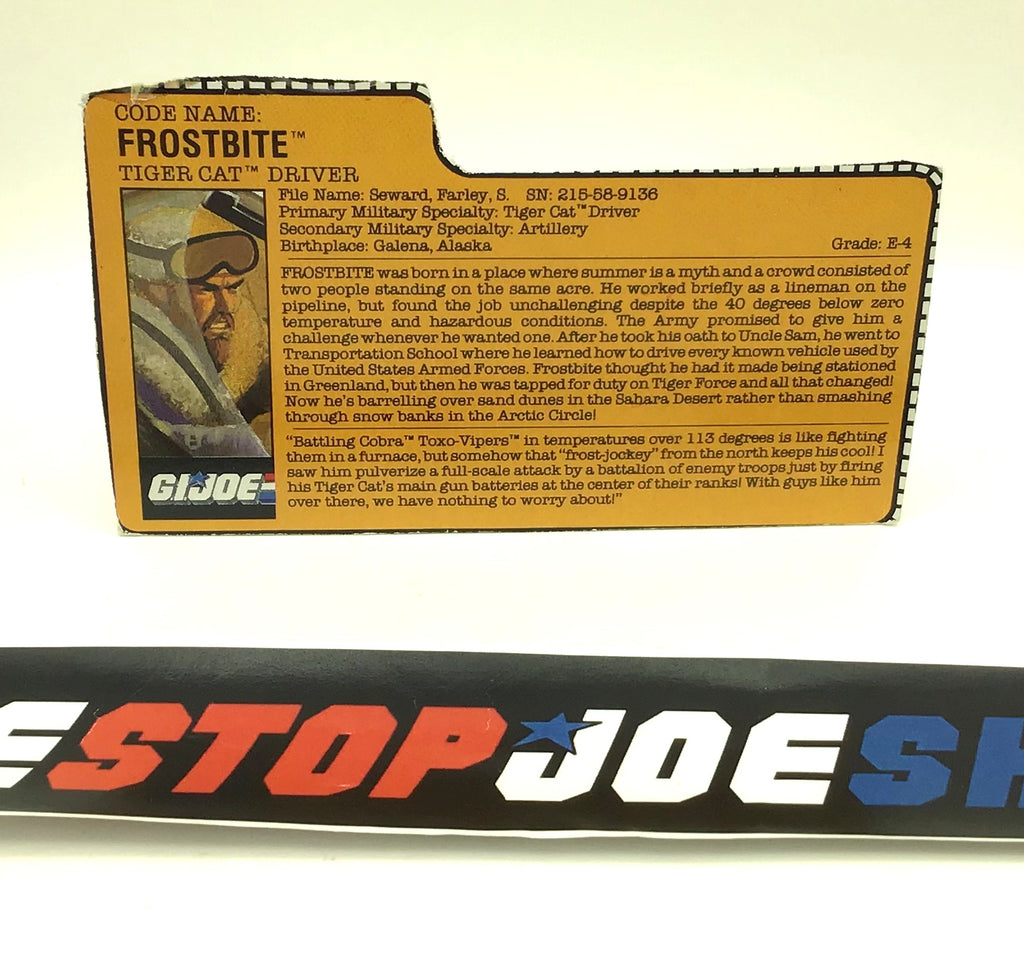 CODE NAME:
FROSTBITE™
TIGER CAT™ DRIVER
File Name: Seward, Farley, S. SN: 215-58-9136
Primary Military Specialty: Tiger Cat™ Driver
Secondary Military Specialty: Artillery
Birthplace: Galena, Alaska Grade: E-4
FROSTBITE was born in a place where summer is a myth and a crowd consisted of
two people standing on the same acre. He worked briefly as a lineman on the
pipeline, but found the job unchallenging despite the 40 degrees below zero
temperature and hazardous conditions. The Army promised to give him a
challenge whenever he wanted one. After he took his oath to Uncle Sam, he went to
Transportation School where he learned how to drive every known vehicle used by
the United States Armed Forces. Frostbite thought he had it made being stationed
in Greenland, but then he was tapped for duty on Tiger Force and all that changed!
Now he's barrelling over sand dunes in the Sahara Desert rather than smashing
through snow banks in the Arctic Circle!
"Battling Cobra™ Toxo-Vipers™ in temperatures over 113 degrees is like fighting
them in a furnace, but somehow that "frost-jockey" from the north keeps his cool! I
saw him pulverize a full-scale attack by a battalion of enemy troops just by firing
his Tiger Cat's main gun batteries at the center of their ranks! With guys like him
over there, we have nothing to worry about!"
GI JOE
E STOP JOE SH